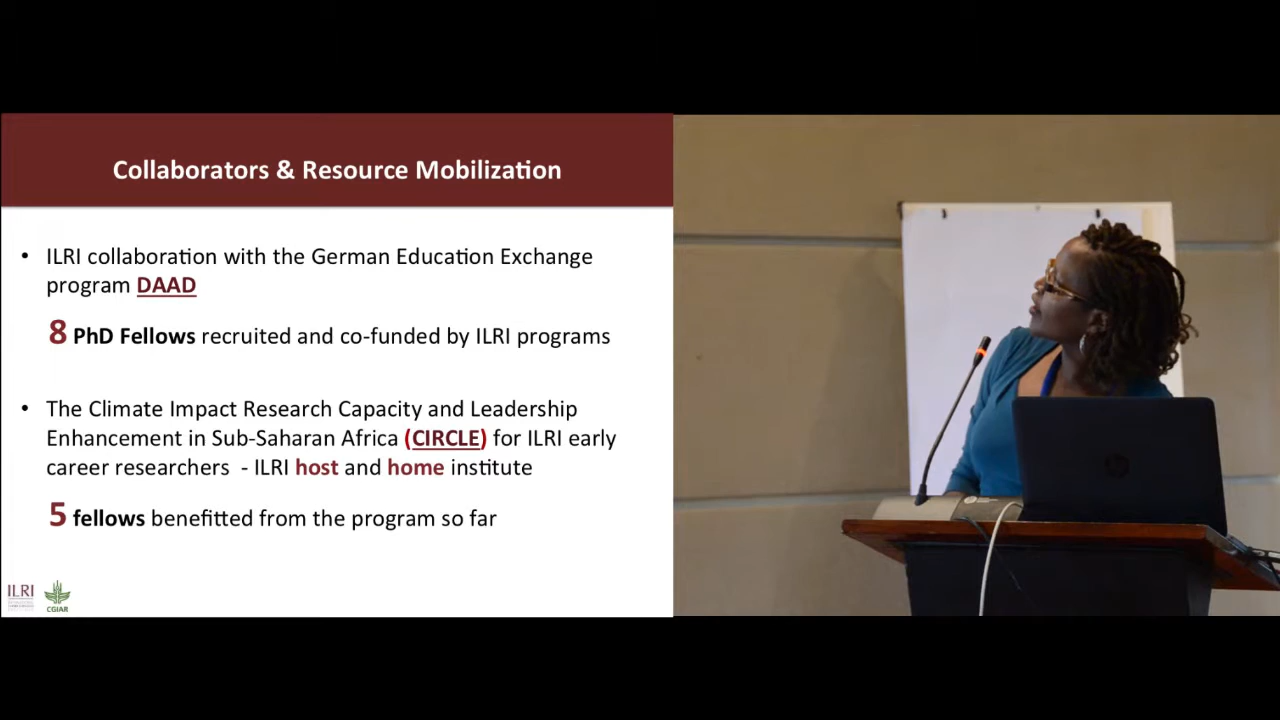 Collaborators & Resource Mobilization
• ILRI collaboration with the German Education Exchange
program DAAD
8 PhD Fellows recruited and co-funded by ILRI programs
• The Climate Impact Research Capacity and Leadership
Enhancement in Sub-Saharan Africa (CIRCLE) for ILRI early
career researchers - ILRI host and home institute
5 fellows benefitted from the program so far
ILRI
CGIAR